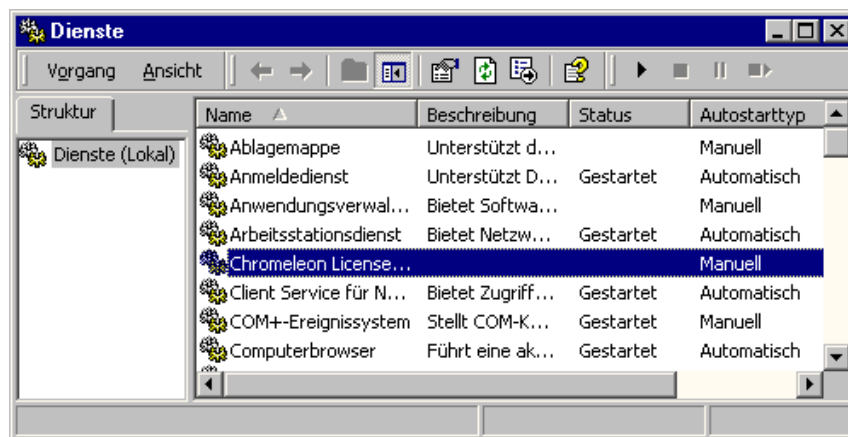 Dienste
Vorgang Ansicht
Struktur Name Beschreibung Status Autostarttyp
Dienste (Lokal)
Ablagemappe Unterstützt d... Manuell
Anmeldedienst Unterstützt D... Gestartet Automatisch
Anwendungsverwal... Bietet Softwa... Manuell
Arbeitsstationsdienst Bietet Netzw... Gestartet Automatisch
Chromeleon License... Manuell
Client Service für N... Bietet Zugriff... Gestartet Automatisch
COM+-Ereignissystem Stellt COM-K... Gestartet Manuell
Computerbrowser Führt eine ak... Gestartet Automatisch